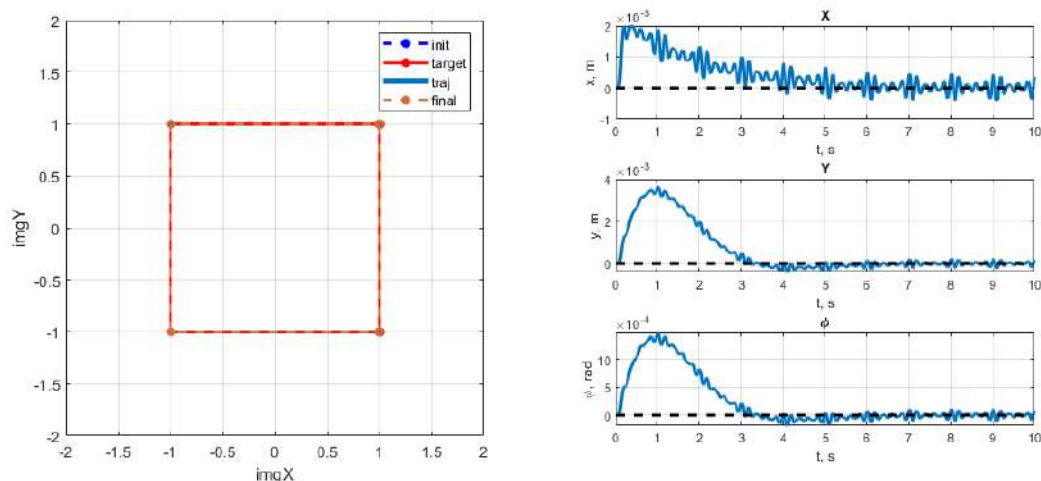 2
1.5
1
0.5
0
-0.5
-1
-1.5
-2
imgY
-2 -1.5 -1 -0.5 0 0.5 1 1.5 2
imgX
init
target
traj
final
X
×10⁻³
2
1
0
-1
x, m
0 1 2 3 4 5 6 7 8 9 10
t, s
Y
×10⁻³
4
2
0
y, m
0 1 2 3 4 5 6 7 8 9 10
t, s
ϕ
×10⁻⁴
10
5
0
ϕ, rad
0 1 2 3 4 5 6 7 8 9 10
t, s